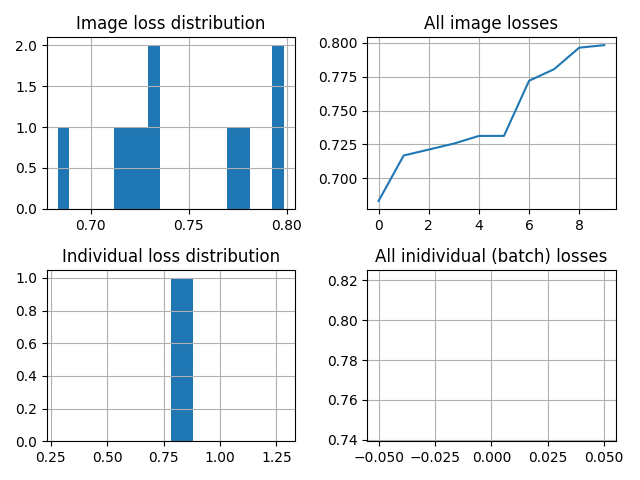 Image loss distribution
2.0
1.5
1.0
0.5
0.0
0.70 0.75 0.80
All image losses
0.800
0.775
0.750
0.725
0.700
0 2 4 6 8
Individual loss distribution
1.0
0.8
0.6
0.4
0.2
0.0
0.25 0.50 0.75 1.00 1.25
All inidividual (batch) losses
0.82
0.80
0.78
0.76
0.74
−0.050 −0.025 0.000 0.025 0.050